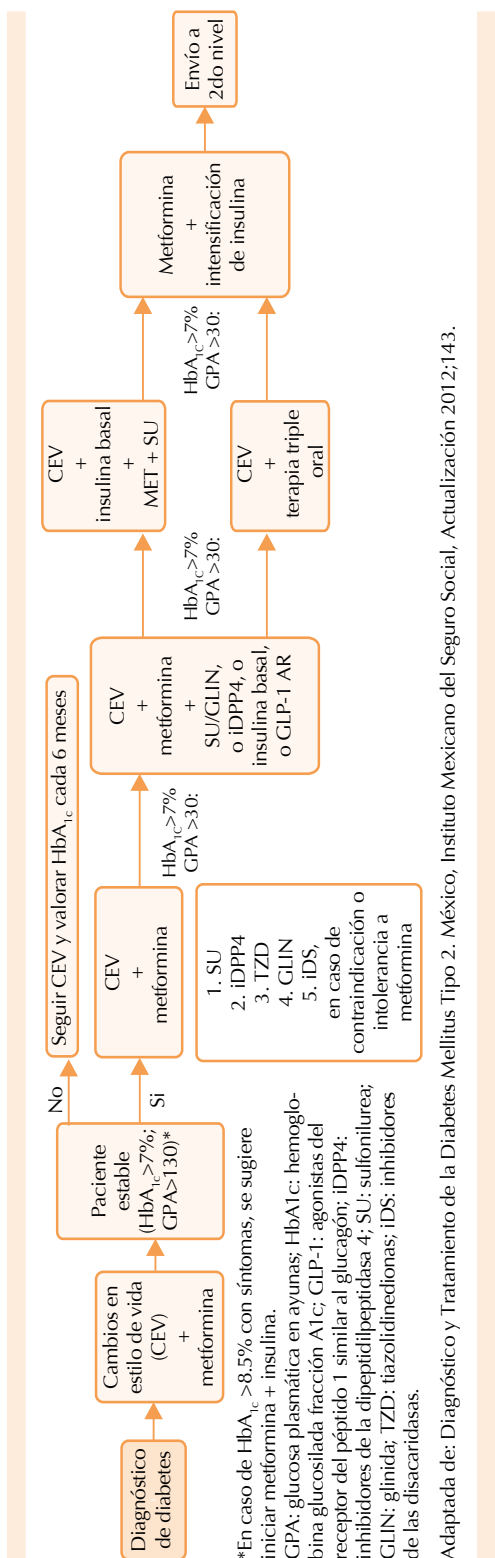 Diagnóstico
de diabetes
Cambios en
estilo de vida
(CEV)
+
metformina
Paciente
estable
(HbA1c>7%;
GPA>130)*
No
Seguir CEV y valorar HbA1c cada 6 meses
Si
CEV
+
metformina
1. SU
2. iDPP4
3. TZD
4. GLIN
5. iDS,
en caso de
contraindicación o
intolerancia a
metformina
HbA1C>7%
GPA >30:
CEV
+
metformina
+
SU/GLIN,
o iDPP4, o
insulina basal,
o GLP-1 AR
HbA1C>7%
GPA >30:
CEV
+
insulina basal
+
MET + SU
CEV
+
terapia triple
oral
HbA1C>7%
GPA >30:
Metformina
+
intensificación
de insulina
Envío a
2do nivel
*En caso de HbA1c >8.5% con síntomas, se sugiere
iniciar metformina + insulina.
GPA: glucosa plasmática en ayunas; HbA1c: hemoglo-
bina glucosilada fracción A1c; GLP-1: agonistas del
receptor del péptido 1 similar al glucagón; iDPP4:
inhibidores de la dipeptidilpeptidasa 4; SU: sulfonilurea;
GLIN: glinida; TZD: tiazolidinedionas; iDS: inhibidores
de las disacaridasas.
Adaptada de: Diagnóstico y Tratamiento de la Diabetes Mellitus Tipo 2. México, Instituto Mexicano del Seguro Social, Actualización 2012;143.